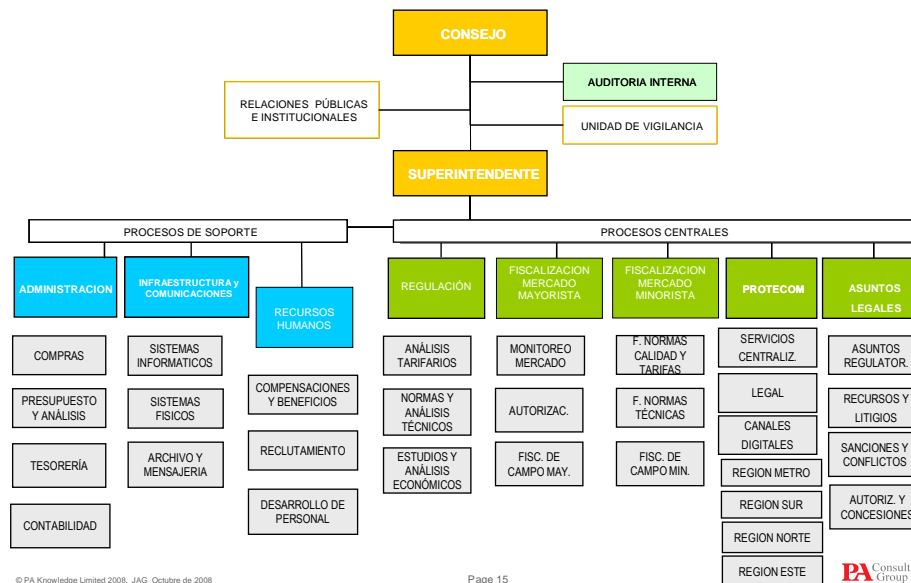 CONSEJO
AUDITORIA INTERNA
RELACIONES PÚBLICAS
E INSTITUCIONALES
UNIDAD DE VIGILANCIA
SUPERINTENDENTE
PROCESOS DE SOPORTE
PROCESOS CENTRALES
ADMINISTRACION
INFRAESTRUCTURA y
COMUNICACIONES
RECURSOS
HUMANOS
REGULACIÓN
FISCALIZACION
MERCADO
MAYORISTA
FISCALIZACION
MERCADO
MINORISTA
PROTECOM
ASUNTOS
LEGALES
COMPRAS
PRESUPUESTO
Y ANÁLISIS
TESORERÍA
CONTABILIDAD
SISTEMAS
INFORMATICOS
SISTEMAS
FISICOS
ARCHIVO Y
MENSAJERIA
COMPENSACIONES
Y BENEFICIOS
RECLUTAMIENTO
DESARROLLO DE
PERSONAL
ANÁLISIS
TARIFARIOS
NORMAS Y
ANÁLISIS
TÉCNICOS
ESTUDIOS Y
ANÁLISIS
ECONÓMICOS
MONITOREO
MERCADO
AUTORIZAC.
FISC. DE
CAMPO MAY.
F. NORMAS
CALIDAD Y
TARIFAS
F. NORMAS
TÉCNICAS
FISC. DE
CAMPO MIN.
SERVICIOS
CENTRALIZ.
LEGAL
CANALES
DIGITALES
REGION METRO
REGION SUR
REGION NORTE
REGION ESTE
ASUNTOS
REGULATOR.
RECURSOS Y
LITIGIOS
SANCIONES Y
CONFLICTOS
AUTORIZ. Y
CONCESIONES
© PA Knowledge Limited 2008. JAG Octubre de 2008
Page 15
PA Consult
Group